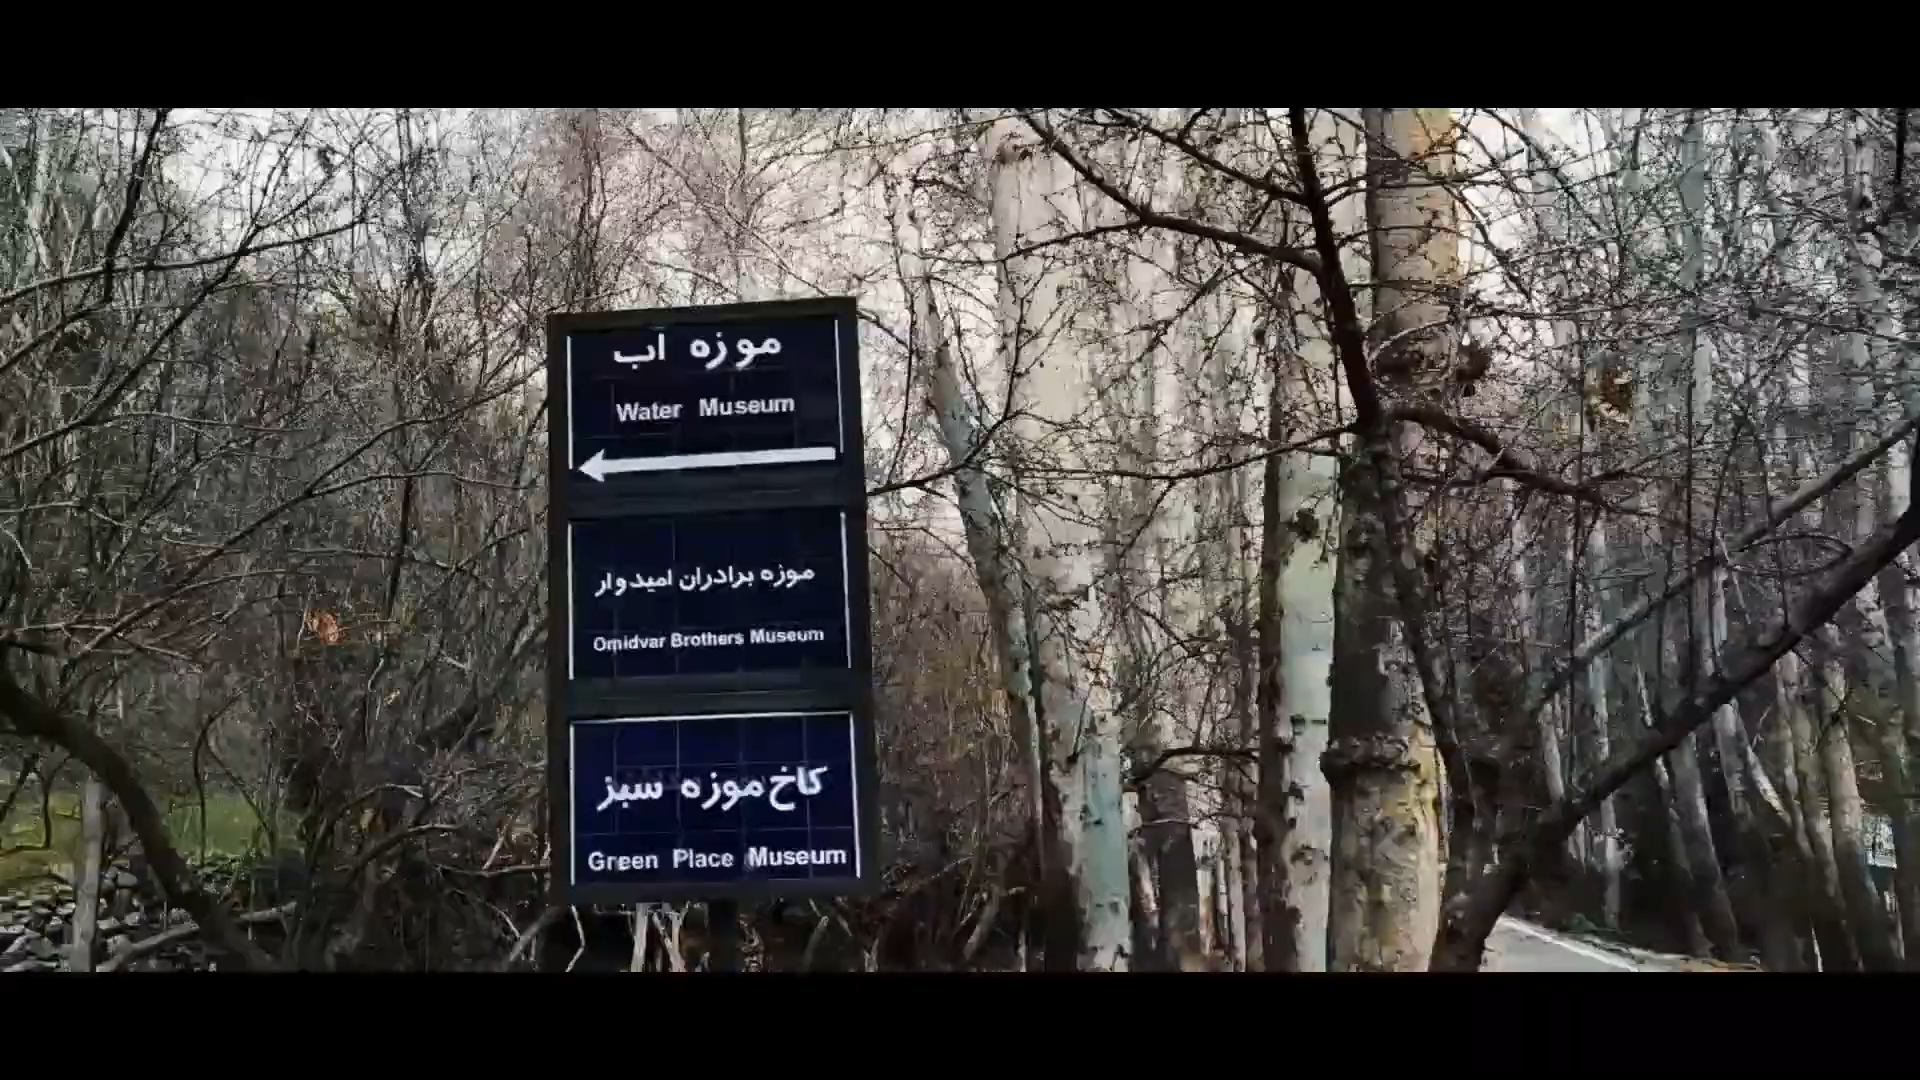 موزه اب
Water Museum
موزه برادران امیدوار
Omidvar Brothers Museum
کاخ موزه سبز
Green Place Museum